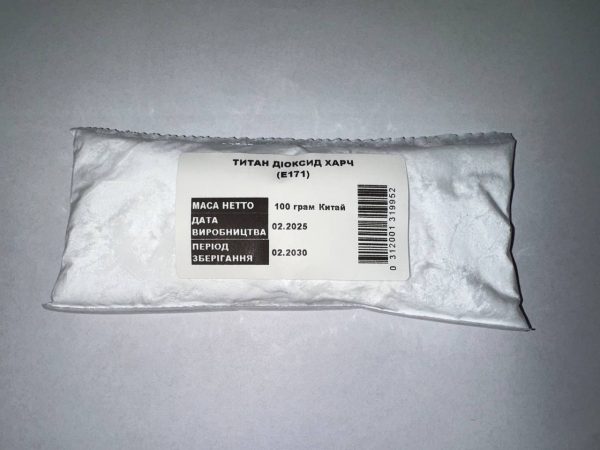 ТИТАН ДІОКСИД ХАРЧ
(Е171)
МАСА НЕТТО 100 грам Китай
ДАТА
ВИРОБНИЦТВА 02.2025
ПЕРІОД
ЗБЕРІГАННЯ 02.2030
0 312001 319952